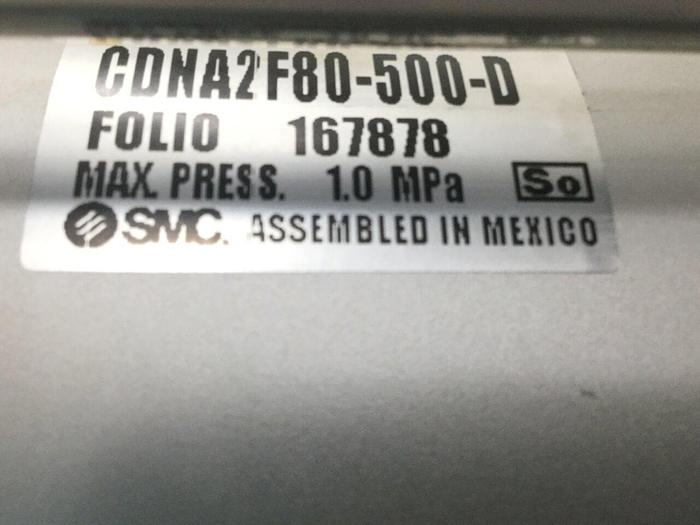 CDNA2F80-500-D
FOLIO 167878
MAX. PRESS. 1.0 MPa So
SMC. ASSEMBLED IN MEXICO